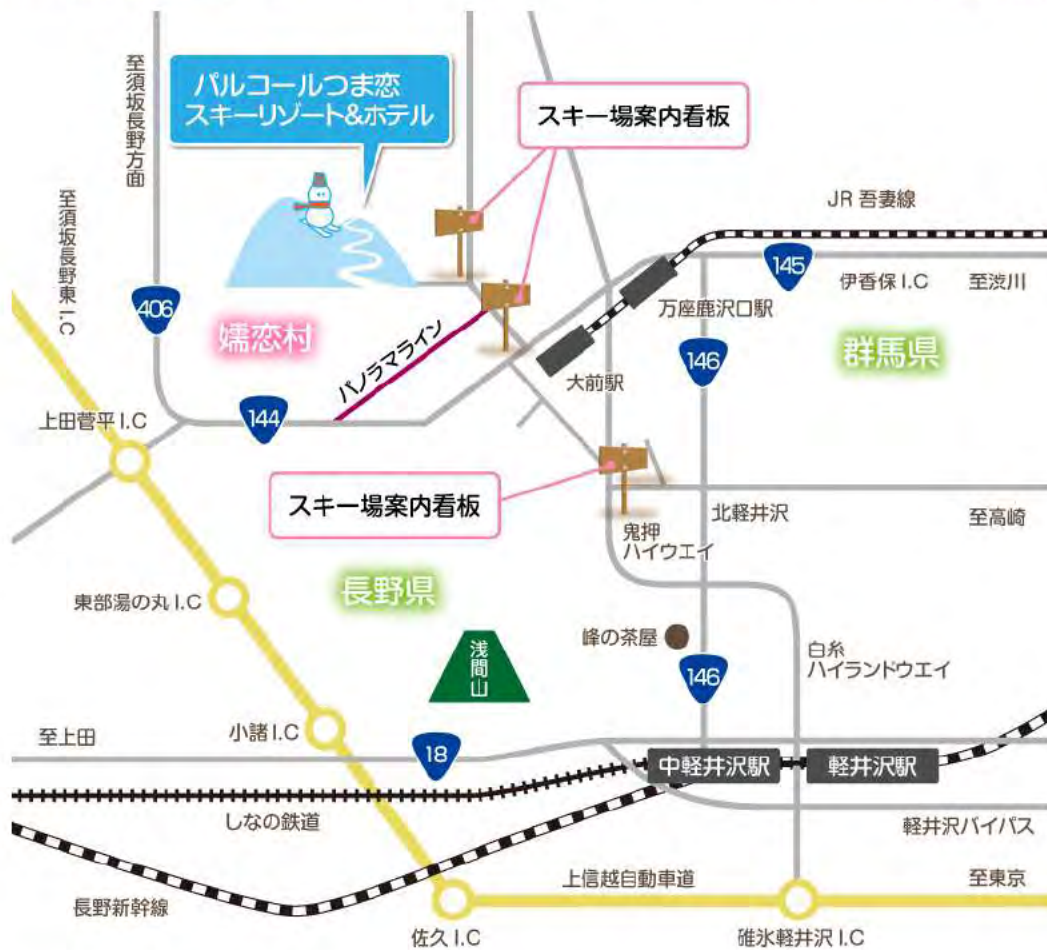 パルコールつま恋
スキーリゾート&ホテル
スキー場案内看板
至須坂長野方面
至須坂長野東I.C
JR 吾妻線
406
145
伊香保 I.C
至渋川
嬬恋村
パノラマライン
万座鹿沢口駅
146
群馬県
大前駅
上田菅平 I.C
144
スキー場案内看板
北軽井沢
至高崎
鬼押
ハイウエイ
長野県
東部湯の丸 I.C
浅間山
峰の茶屋
白糸
ハイランドウエイ
146
小諸 I.C
至上田
18
中軽井沢駅
軽井沢駅
しなの鉄道
軽井沢バイパス
上信越自動車道
至東京
長野新幹線
佐久 I.C
碓氷軽井沢 I.C